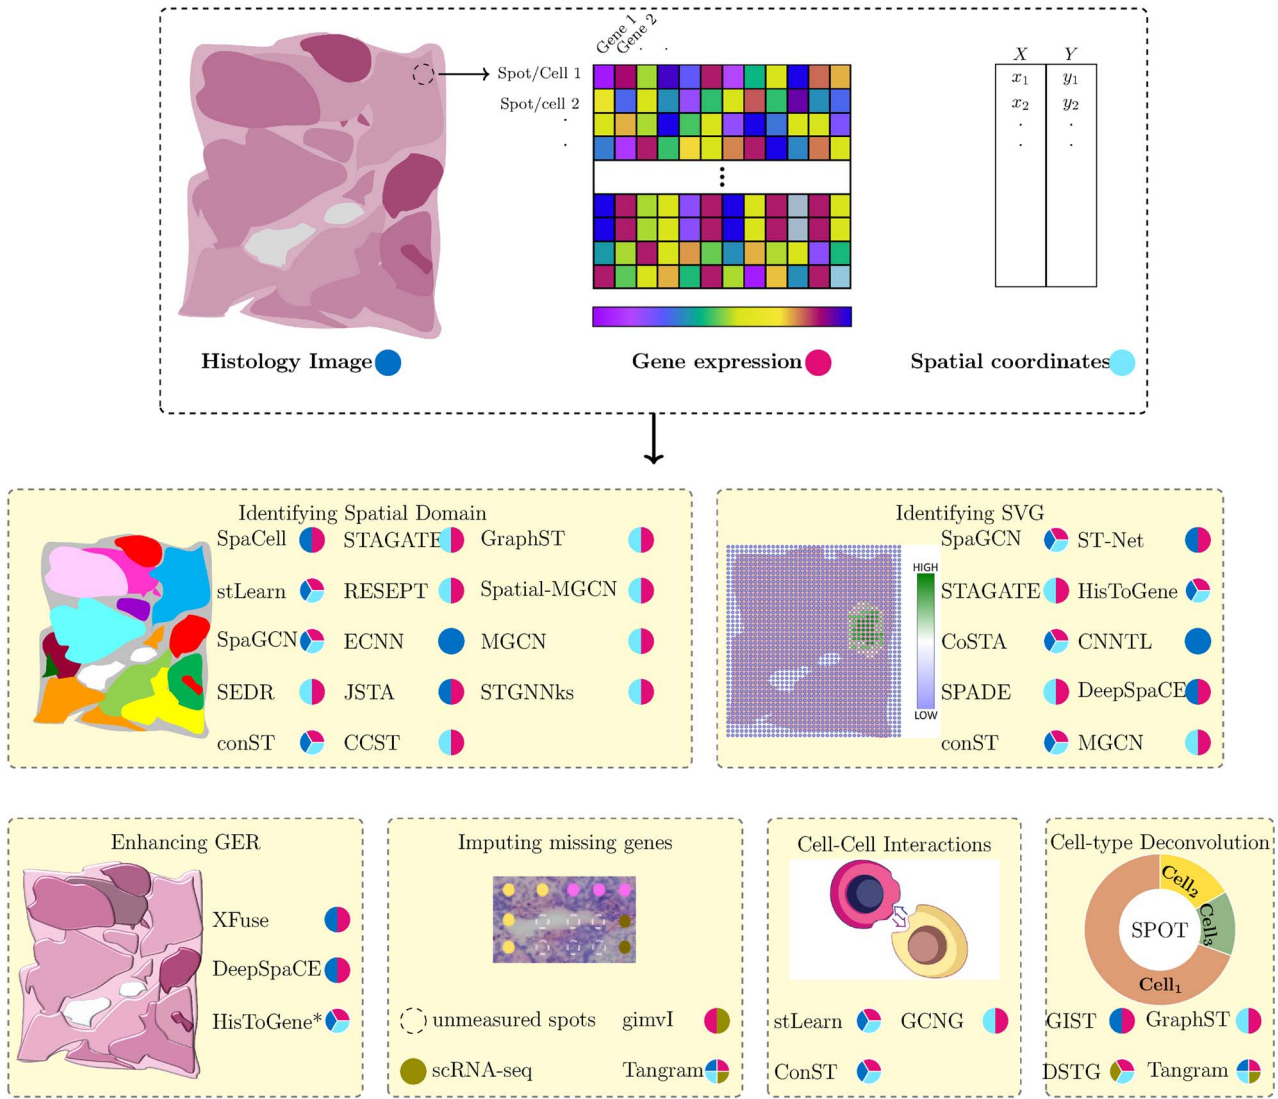 Gene 1
Gene 2
Spot/Cell 1
Spot/cell 2
X Y
x₁ y₁
x₂ y₂
Histology Image
Gene expression
Spatial coordinates
Identifying Spatial Domain
SpaCell STAGATE GraphST
stLearn RESEPT Spatial-MGCN
SpaGCN ECNN MGCN
SEDR JSTA STGNNks
conST CCST
Identifying SVG
HIGH
LOW
SpaGCN ST-Net
STAGATE HisToGene
CoSTA CNNTL
SPADE DeepSpaCE
conST MGCN
Enhancing GER
XFuse
DeepSpaCE
HisToGene*
Imputing missing genes
unmeasured spots gimvI
scRNA-seq Tangram
Cell-Cell Interactions
stLearn GCNG
ConST
Cell-type Deconvolution
Cell₂
Cell₃
SPOT
Cell₁
GIST GraphST
DSTG Tangram